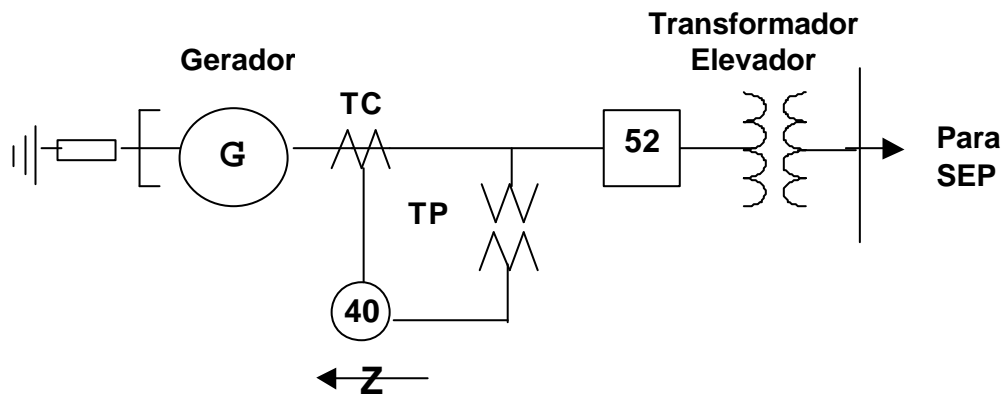 Transformador
Elevador
Gerador
TC
G
52
Para
SEP
TP
40
Z